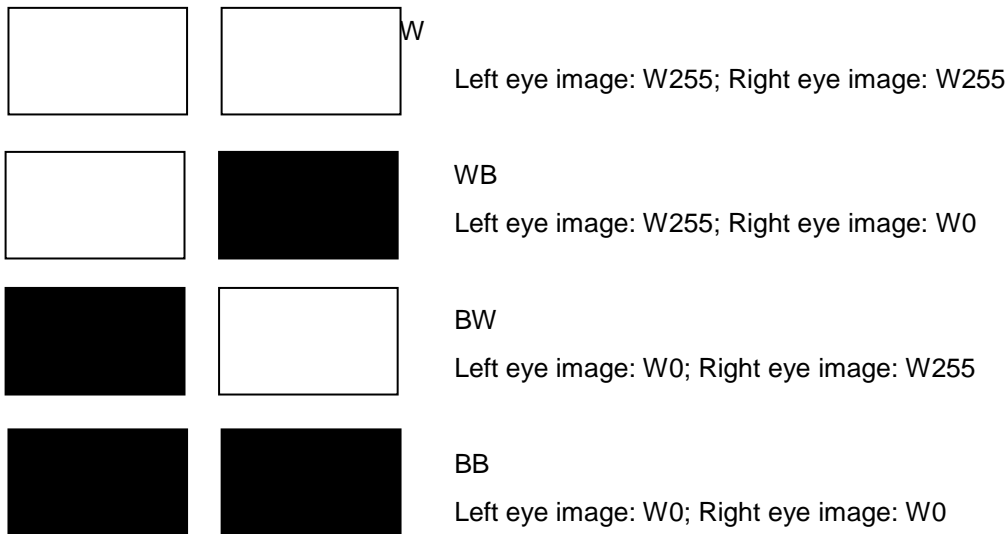 W
Left eye image: W255; Right eye image: W255
WB
Left eye image: W255; Right eye image: W0
BW
Left eye image: W0; Right eye image: W255
BB
Left eye image: W0; Right eye image: W0